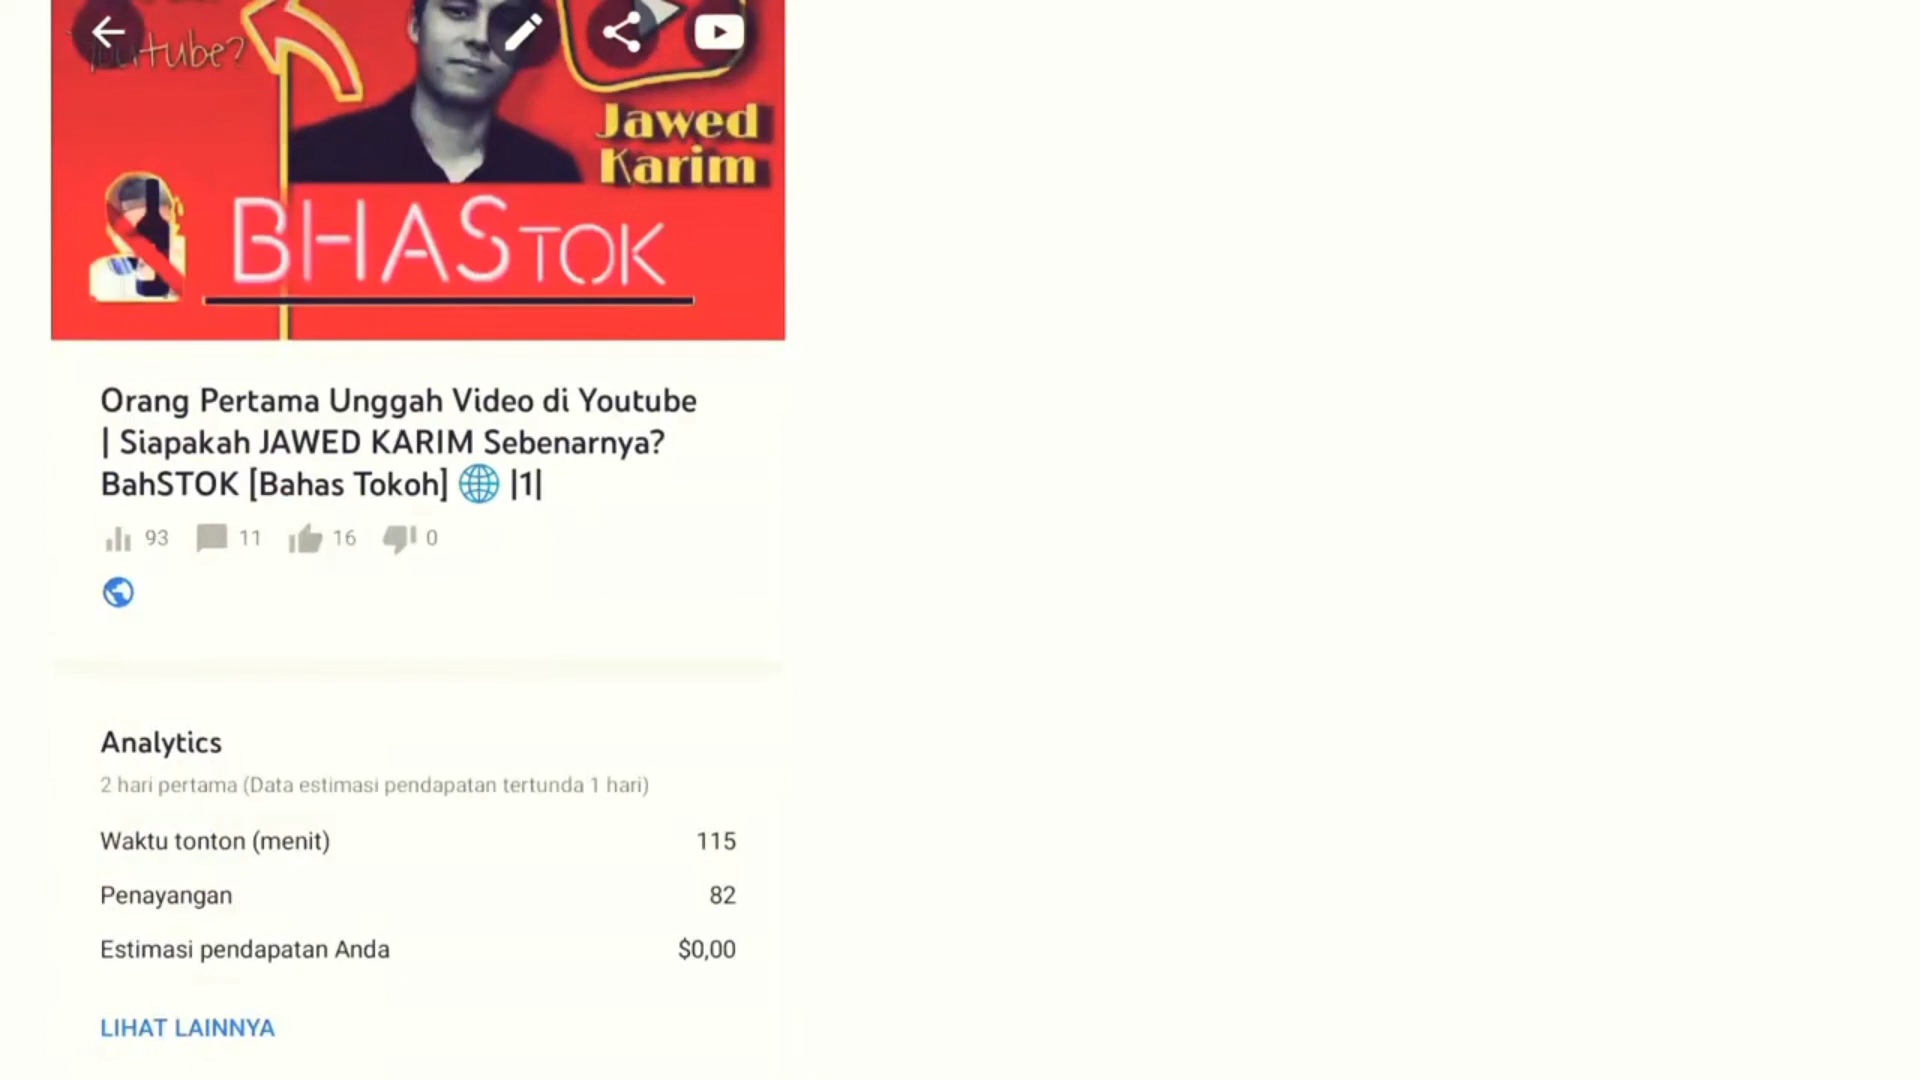 Youtube?
Jawed
Karim
BHASTOK
Orang Pertama Unggah Video di Youtube
| Siapakah JAWED KARIM Sebenarnya?
BahSTOK [Bahas Tokoh] 🌐 |1|
93 11 16 0
Analytics
2 hari pertama (Data estimasi pendapatan tertunda 1 hari)
Waktu tonton (menit) 115
Penayangan 82
Estimasi pendapatan Anda $0,00
LIHAT LAINNYA